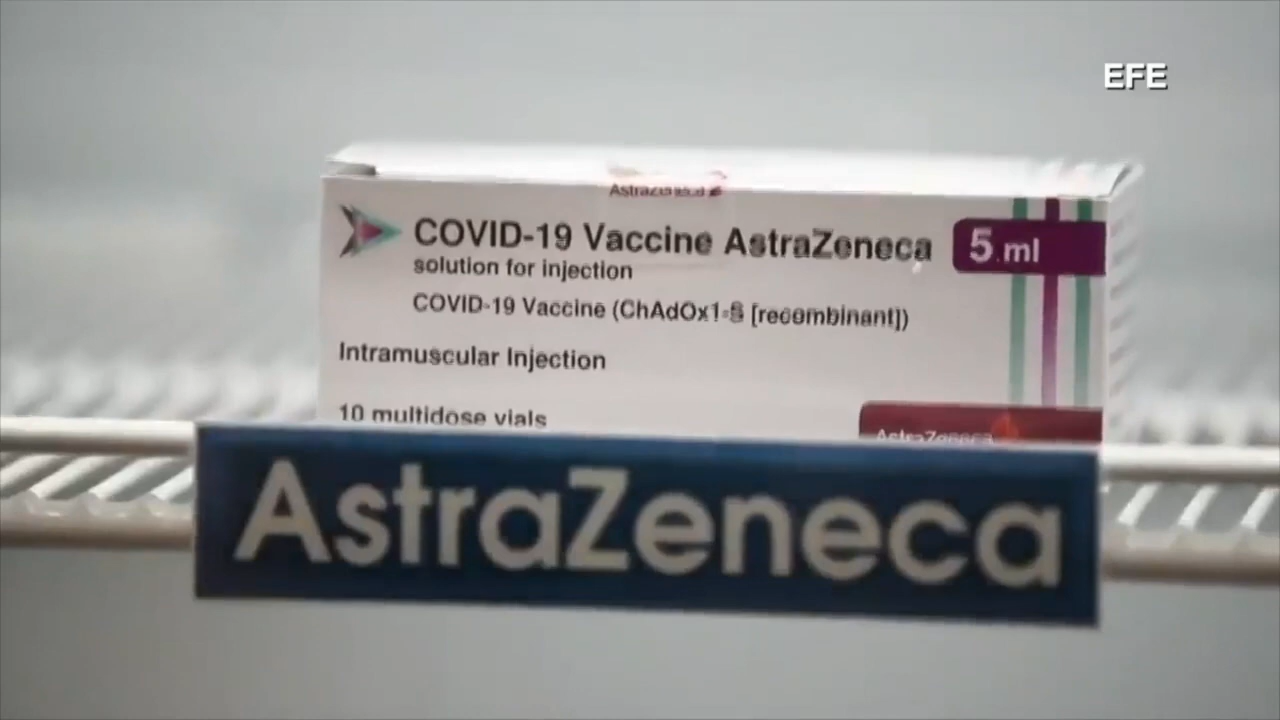 EFE
AstraZeneca
COVID-19 Vaccine AstraZeneca
5 ml
solution for injection
COVID-19 Vaccine (ChAdOx1-S [recombinant])
Intramuscular Injection
10 multidose vials
AstraZeneca
AstraZeneca